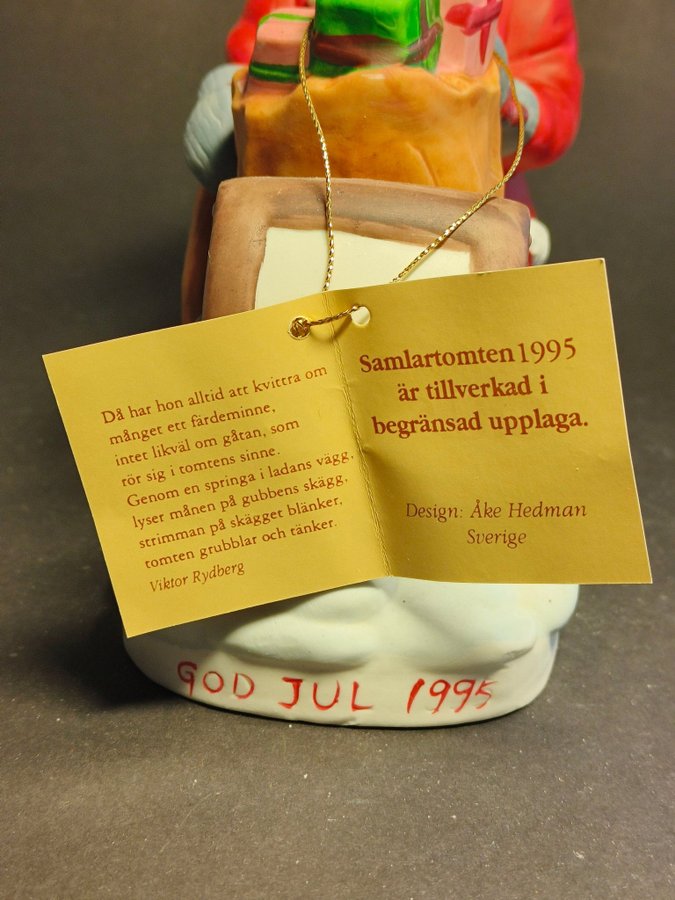 Då har hon alltid att kvittra om
månget ett färdeminne,
intet likväl om gåtan, som
rör sig i tomtens sinne.
Genom en springa i ladans vägg,
lyser månen på gubbens skägg,
strimman på skägget blänker,
tomten grubblar och tänker.
Viktor Rydberg
Samlartomten 1995
är tillverkad i
begränsad upplaga.
Design: Åke Hedman
Sverige
GOD JUL 1995